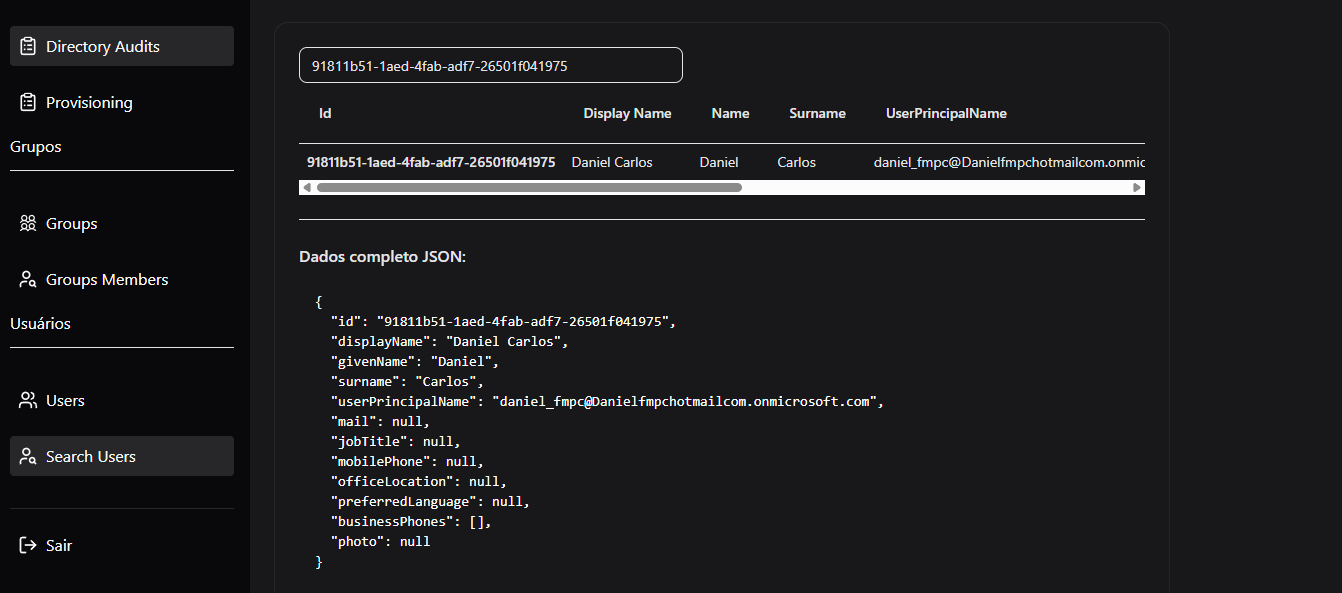 Directory Audits
Provisioning
Grupos
Groups
Groups Members
Usuários
Users
Search Users
Sair
91811b51-1aed-4fab-adf7-26501f041975
Id Display Name Name Surname UserPrincipalName
91811b51-1aed-4fab-adf7-26501f041975 Daniel Carlos Daniel Carlos daniel_fmpc@Danielfmpchotmailcom.onmic
Dados completo JSON:
{
"id": "91811b51-1aed-4fab-adf7-26501f041975",
"displayName": "Daniel Carlos",
"givenName": "Daniel",
"surname": "Carlos",
"userPrincipalName": "daniel_fmpc@Danielfmpchotmailcom.onmicrosoft.com",
"mail": null,
"jobTitle": null,
"mobilePhone": null,
"officeLocation": null,
"preferredLanguage": null,
"businessPhones": [],
"photo": null
}